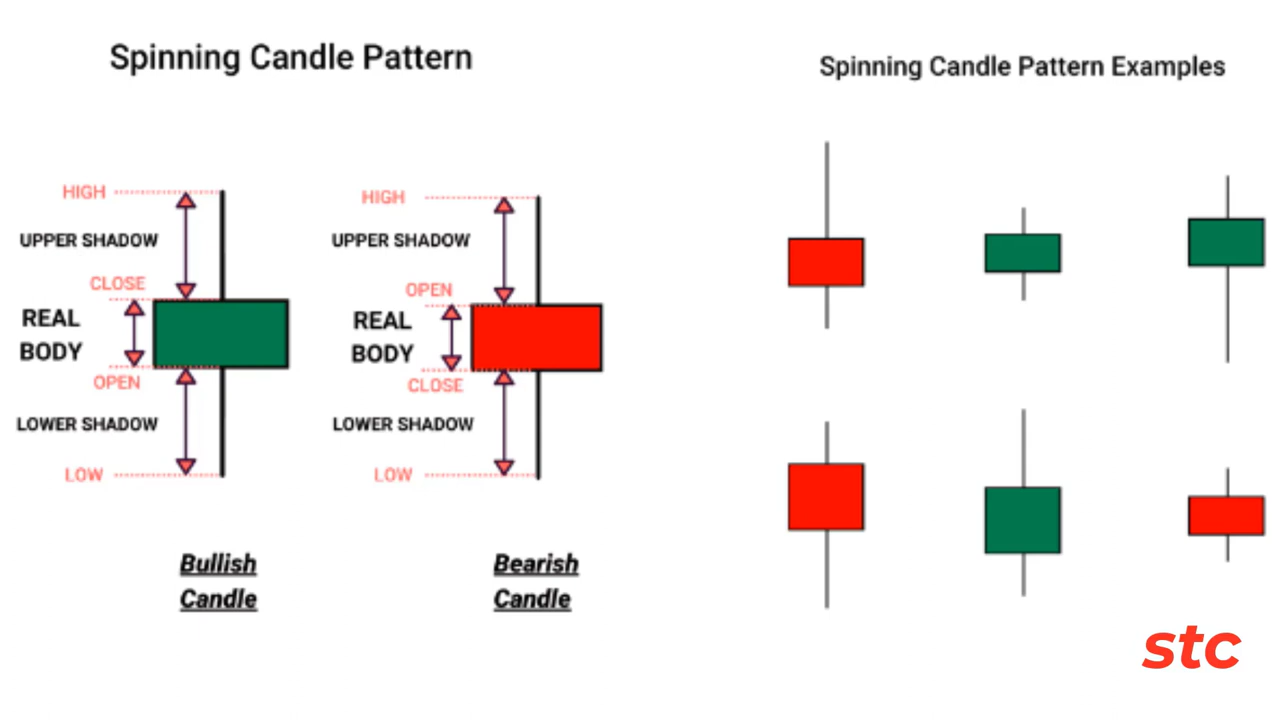 Spinning Candle Pattern
HIGH
UPPER SHADOW
CLOSE
REAL
BODY
OPEN
LOWER SHADOW
LOW
Bullish
Candle
HIGH
UPPER SHADOW
OPEN
REAL
BODY
CLOSE
LOWER SHADOW
LOW
Bearish
Candle
Spinning Candle Pattern Examples
stc